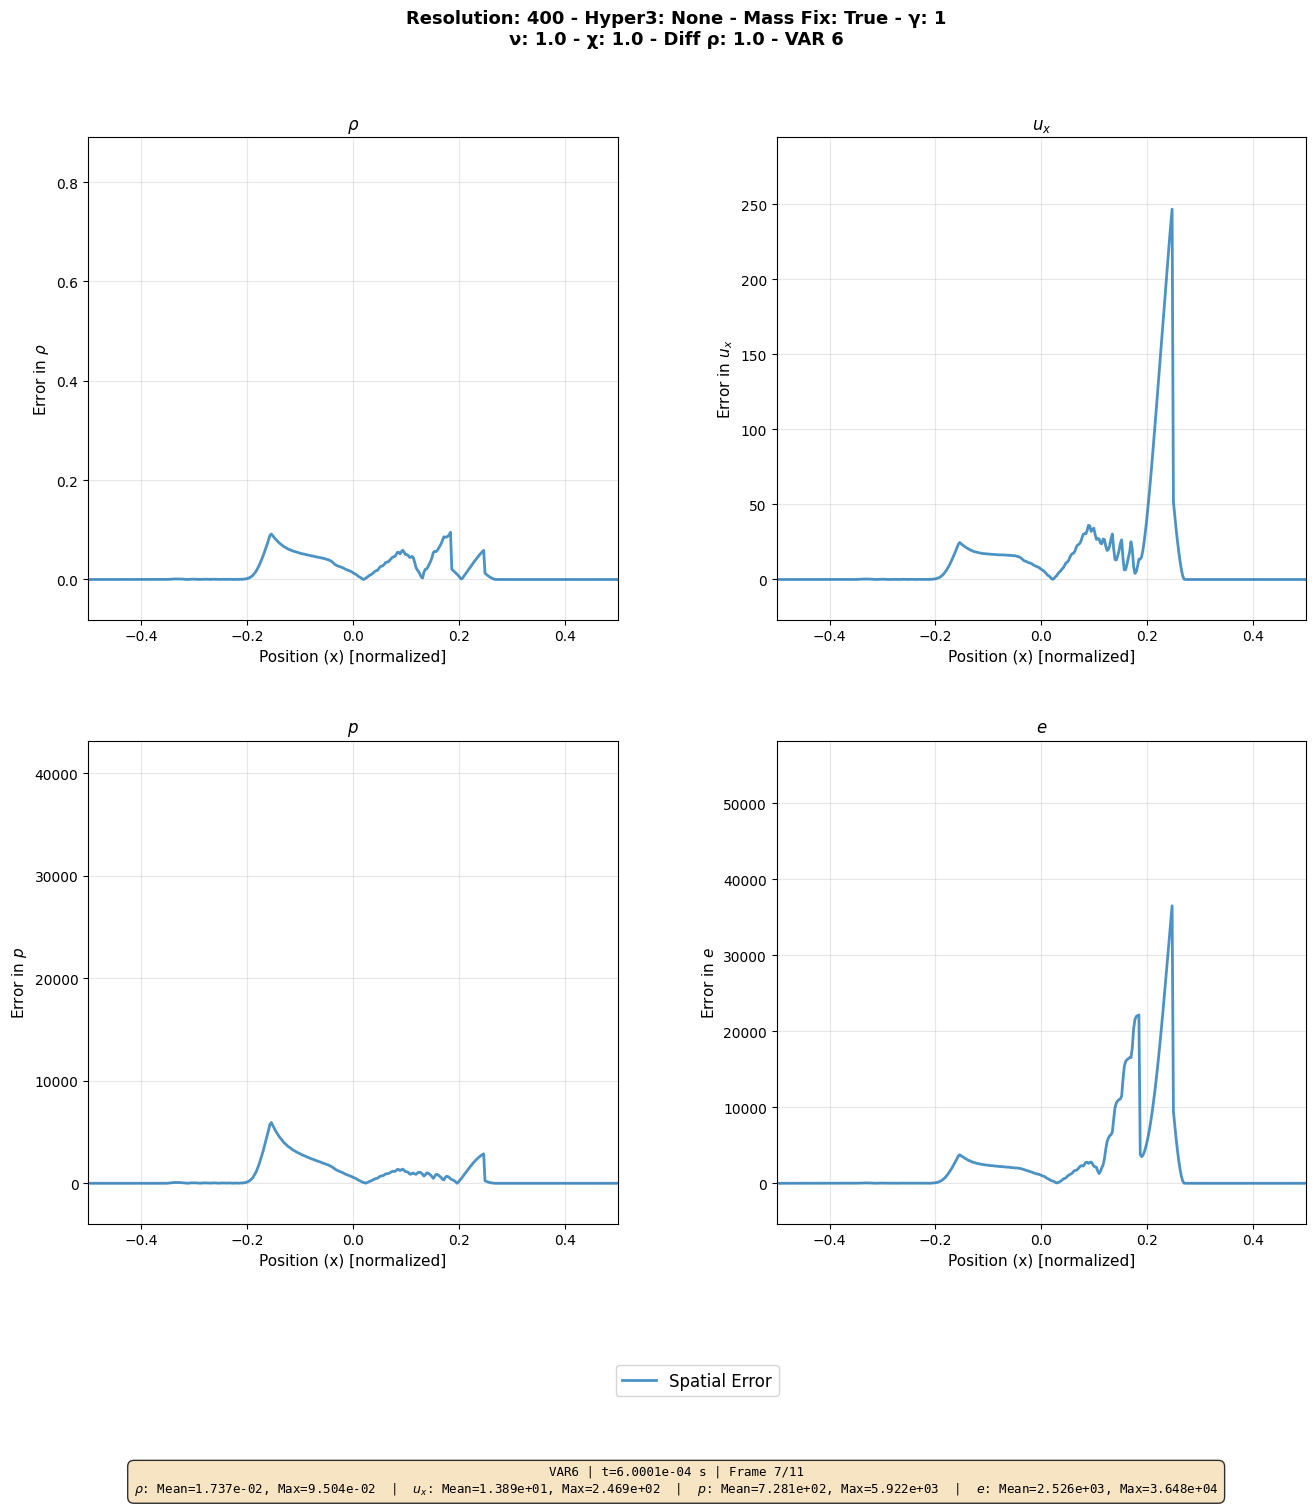 Resolution: 400 - Hyper3: None - Mass Fix: True - γ: 1
ν: 1.0 - χ: 1.0 - Diff ρ: 1.0 - VAR 6
ρ
0.8
0.6
0.4
0.2
0.0
Error in ρ
−0.4 −0.2 0.0 0.2 0.4
Position (x) [normalized]
u_x
250
200
150
100
50
0
Error in u_x
−0.4 −0.2 0.0 0.2 0.4
Position (x) [normalized]
p
40000
30000
20000
10000
0
Error in p
−0.4 −0.2 0.0 0.2 0.4
Position (x) [normalized]
e
50000
40000
30000
20000
10000
0
Error in e
−0.4 −0.2 0.0 0.2 0.4
Position (x) [normalized]
Spatial Error
VAR6 | t=6.0001e-04 s | Frame 7/11
ρ: Mean=1.737e-02, Max=9.504e-02 | u_x: Mean=1.389e+01, Max=2.469e+02 | p: Mean=7.281e+02, Max=5.922e+03 | e: Mean=2.526e+03, Max=3.648e+04